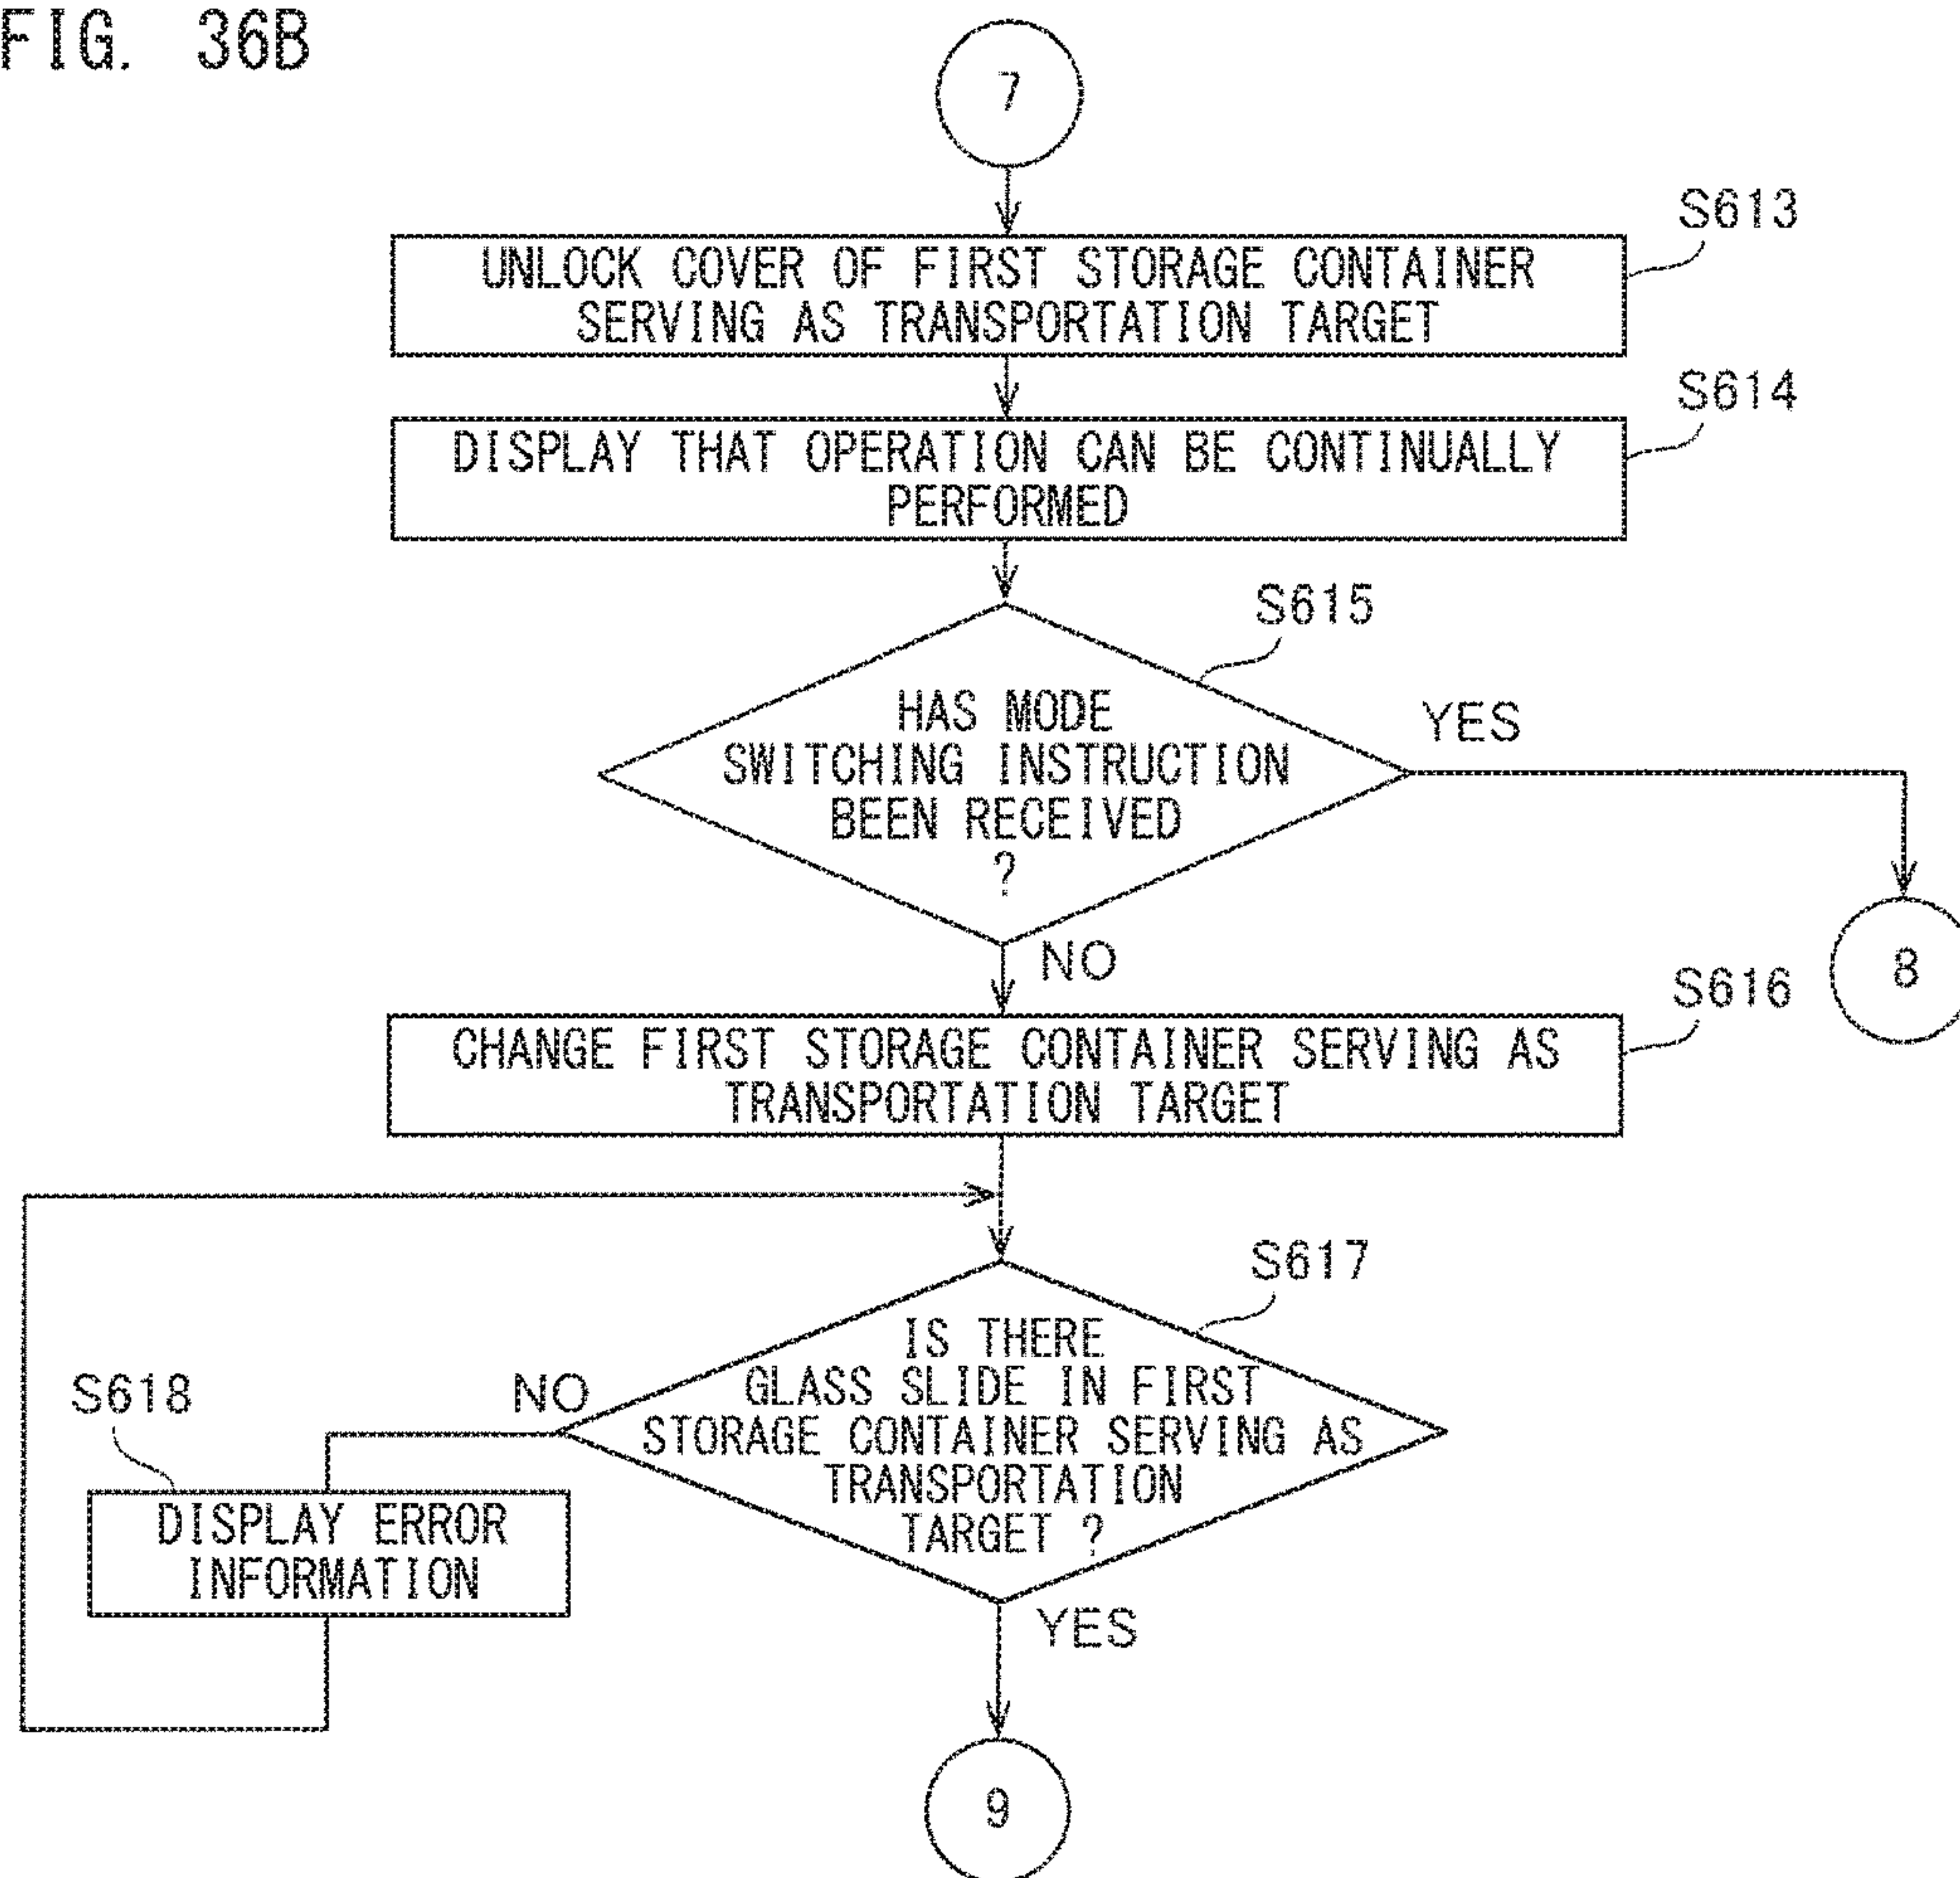 FIG. 36B
7
S613
UNLOCK COVER OF FIRST STORAGE CONTAINER
SERVING AS TRANSPORTATION TARGET
S614
DISPLAY THAT OPERATION CAN BE CONTINUALLY
PERFORMED
S615
HAS MODE
SWITCHING INSTRUCTION
BEEN RECEIVED
?
YES
8
NO
S616
CHANGE FIRST STORAGE CONTAINER SERVING AS
TRANSPORTATION TARGET
S617
IS THERE
GLASS SLIDE IN FIRST
STORAGE CONTAINER SERVING AS
TRANSPORTATION
TARGET ?
NO
S618
DISPLAY ERROR
INFORMATION
YES
9